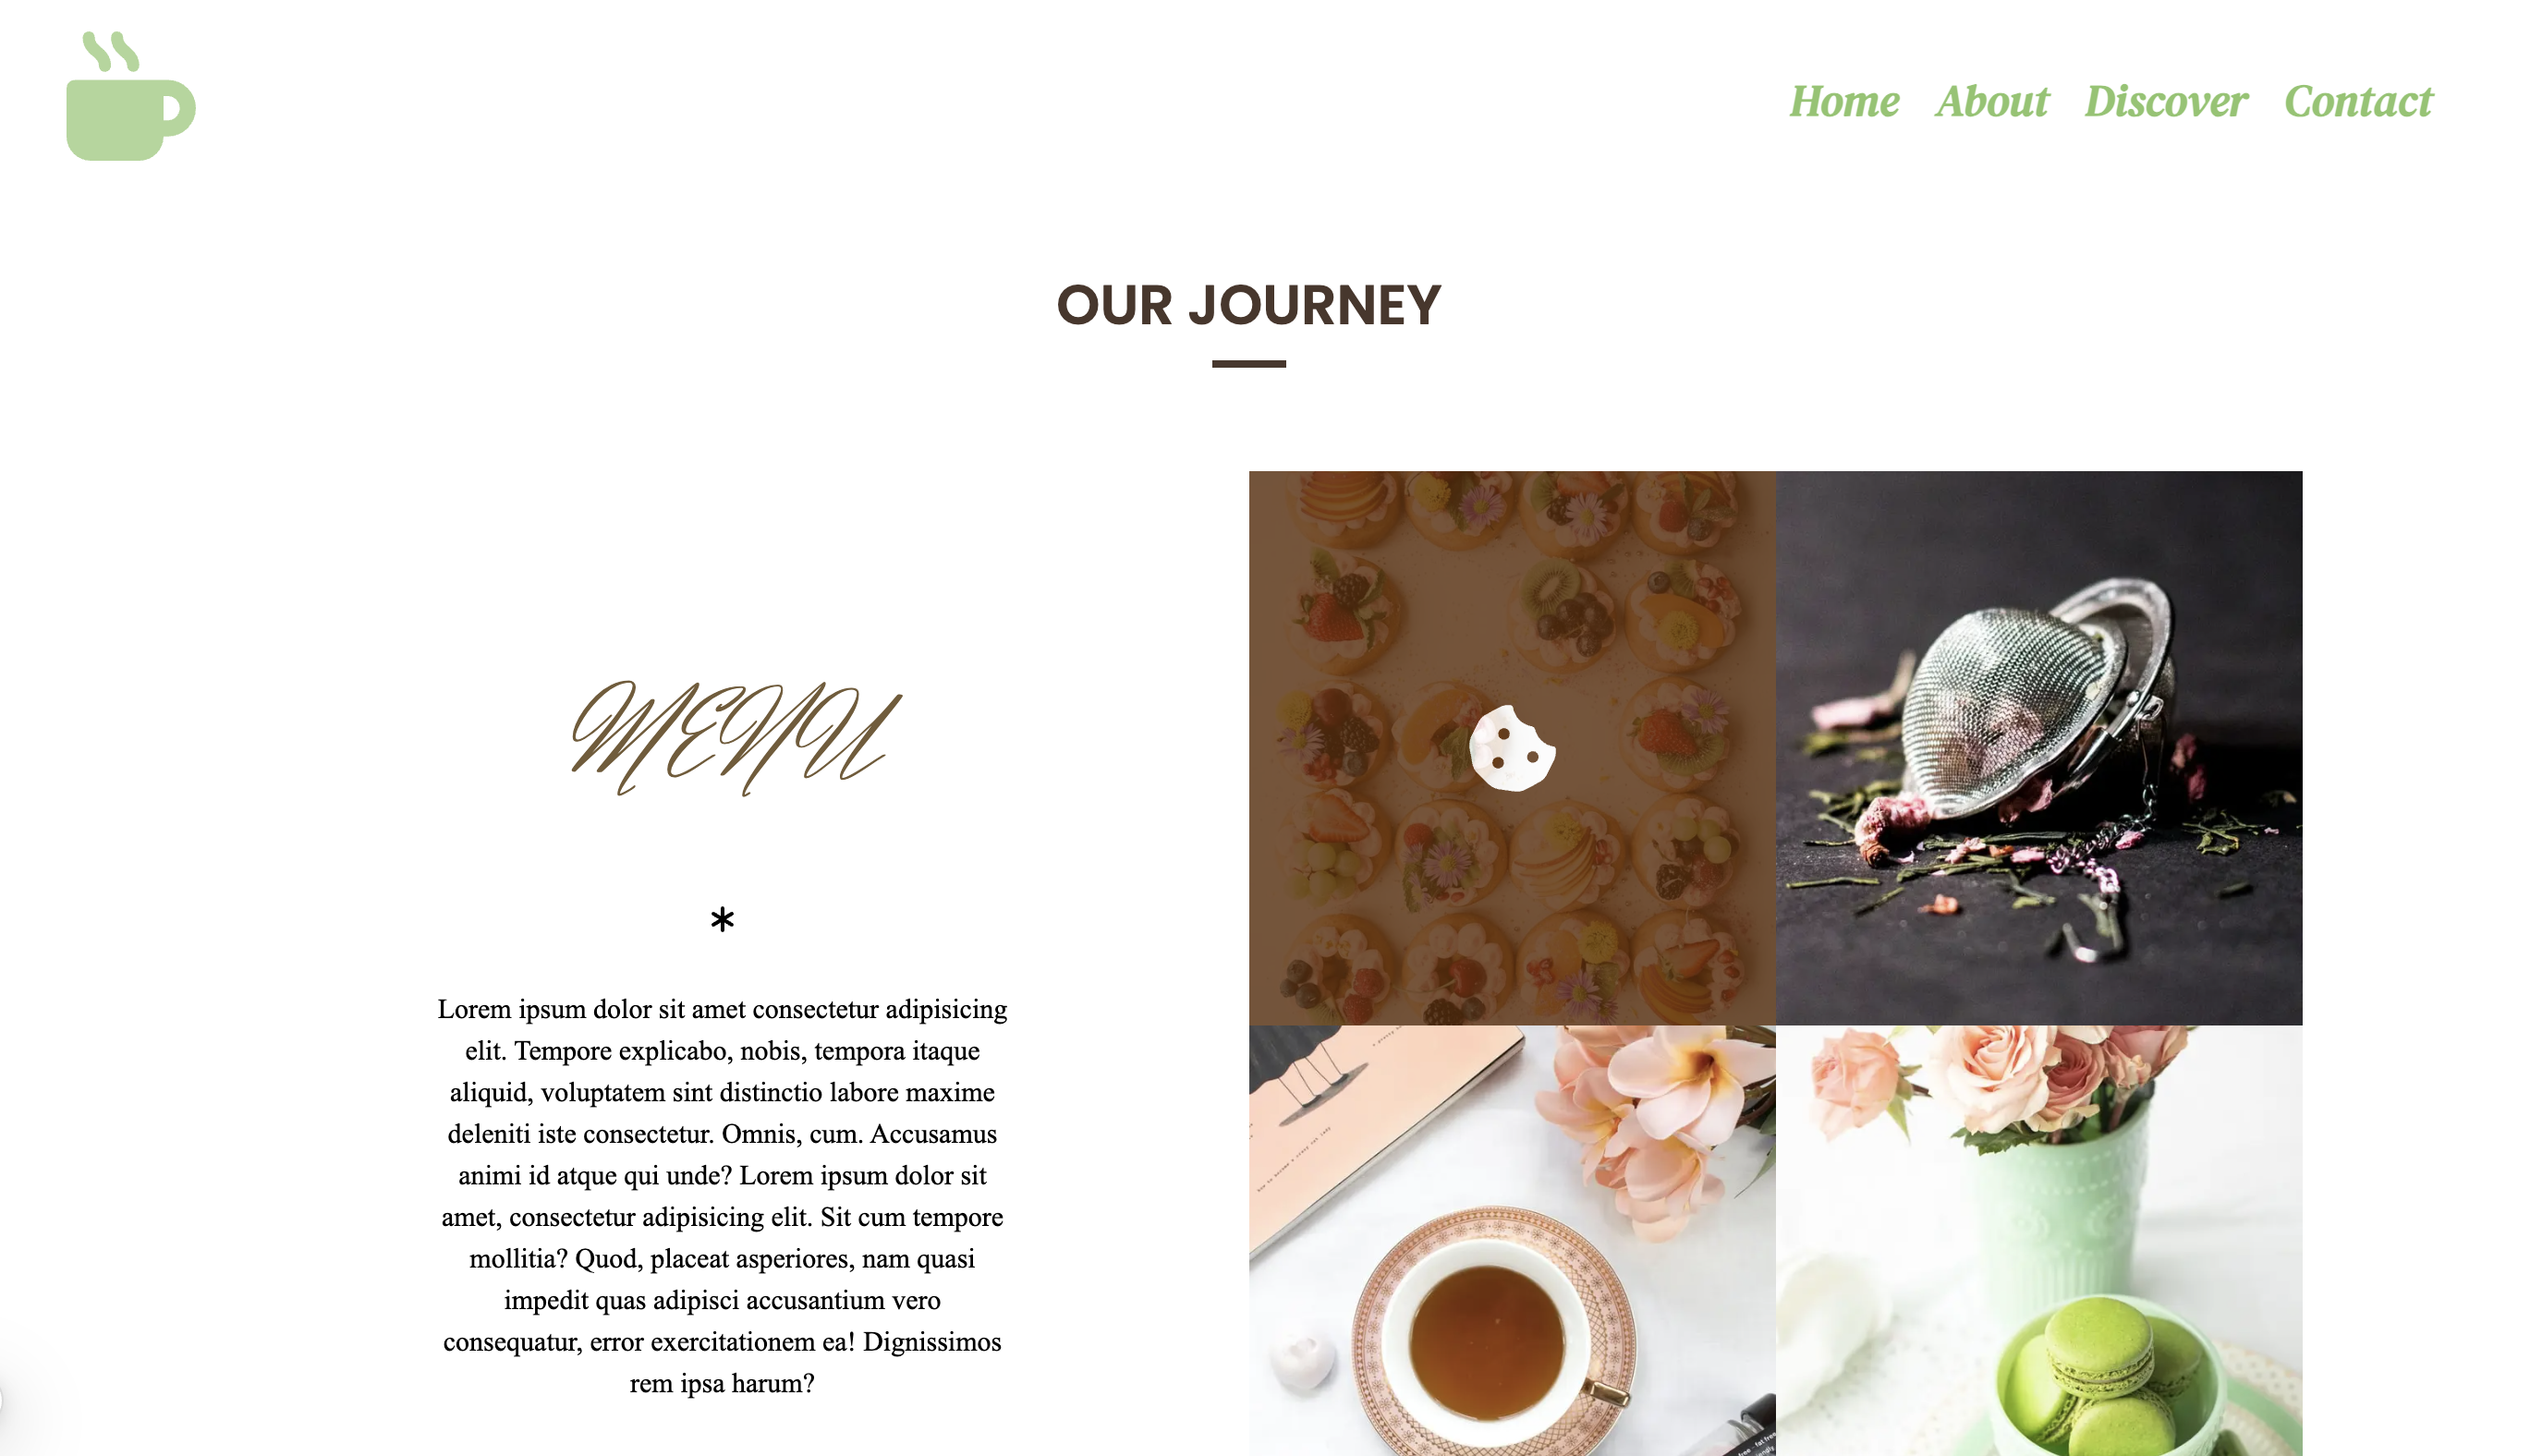 Home About Discover Contact
OUR JOURNEY
MENU
*
Lorem ipsum dolor sit amet consectetur adipisicing
elit. Tempore explicabo, nobis, tempora itaque
aliquid, voluptatem sint distinctio labore maxime
deleniti iste consectetur. Omnis, cum. Accusamus
animi id atque qui unde? Lorem ipsum dolor sit
amet, consectetur adipisicing elit. Sit cum tempore
mollitia? Quod, placeat asperiores, nam quasi
impedit quas adipisci accusantium vero
consequatur, error exercitationem ea! Dignissimos
rem ipsa harum?